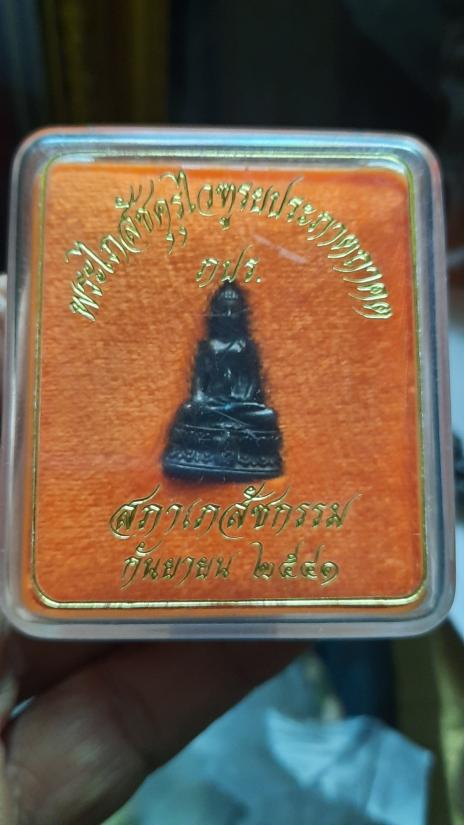 พระไภสัชคุรุไวฑูรยประภาตถาคต
ภปร.
สภาเภสัชกรรม
กันยายน ๒๕๔๑